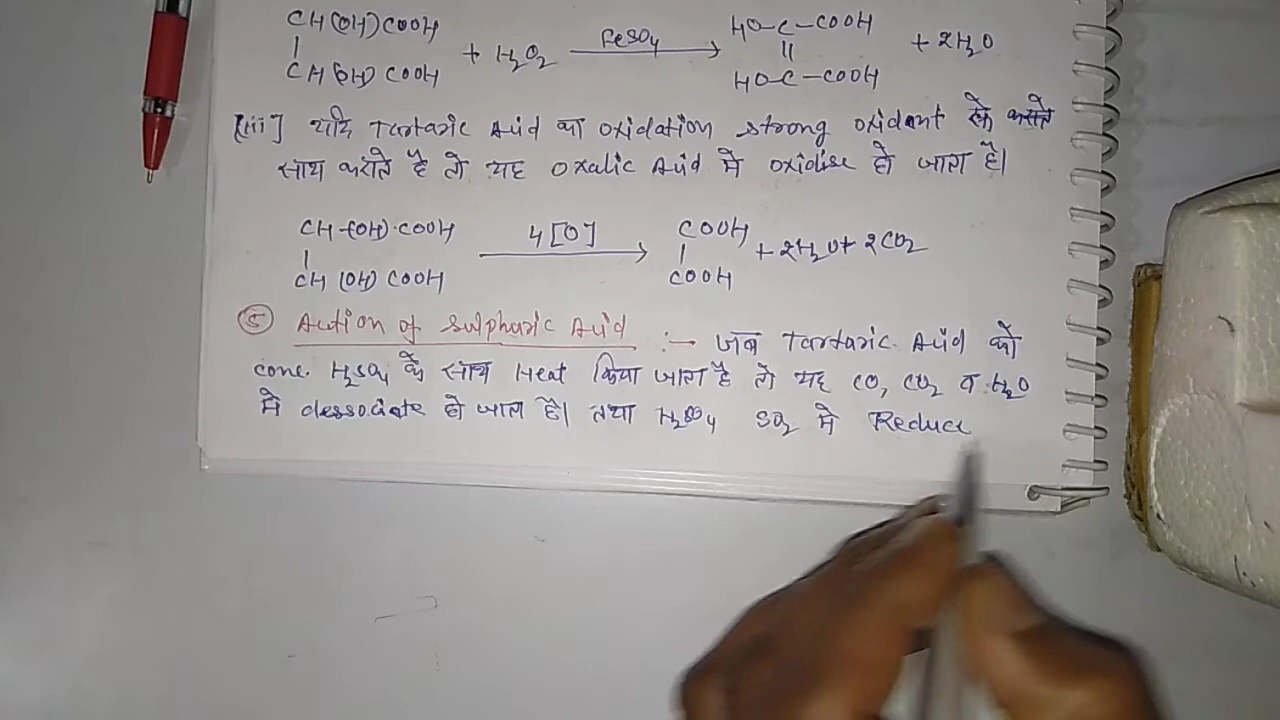 CH(OH)COOH
|
CH(OH)COOH
+ H₂O₂ FeSO₄ → HO-C-COOH
||
HO-C-COOH
+ 2H₂O
[iii] यदि Tartaric Acid का oxidation strong oxidant के
साथ कराते है तो यह oxalic Acid मे oxidise हो जाता है।
CH-(OH)·COOH
|
CH(OH)COOH
4[O] → COOH
|
COOH
+ 2H₂O + 2CO₂
⑤ Action of Sulpharic Acid :- जब Tartaric Acid को
conc. H₂SO₄ के साथ Heat किया जाता है तो यह CO, CO₂ व H₂O
मे dessociate हो जाता है। तथा H₂SO₄ SO₂ मे Reduce